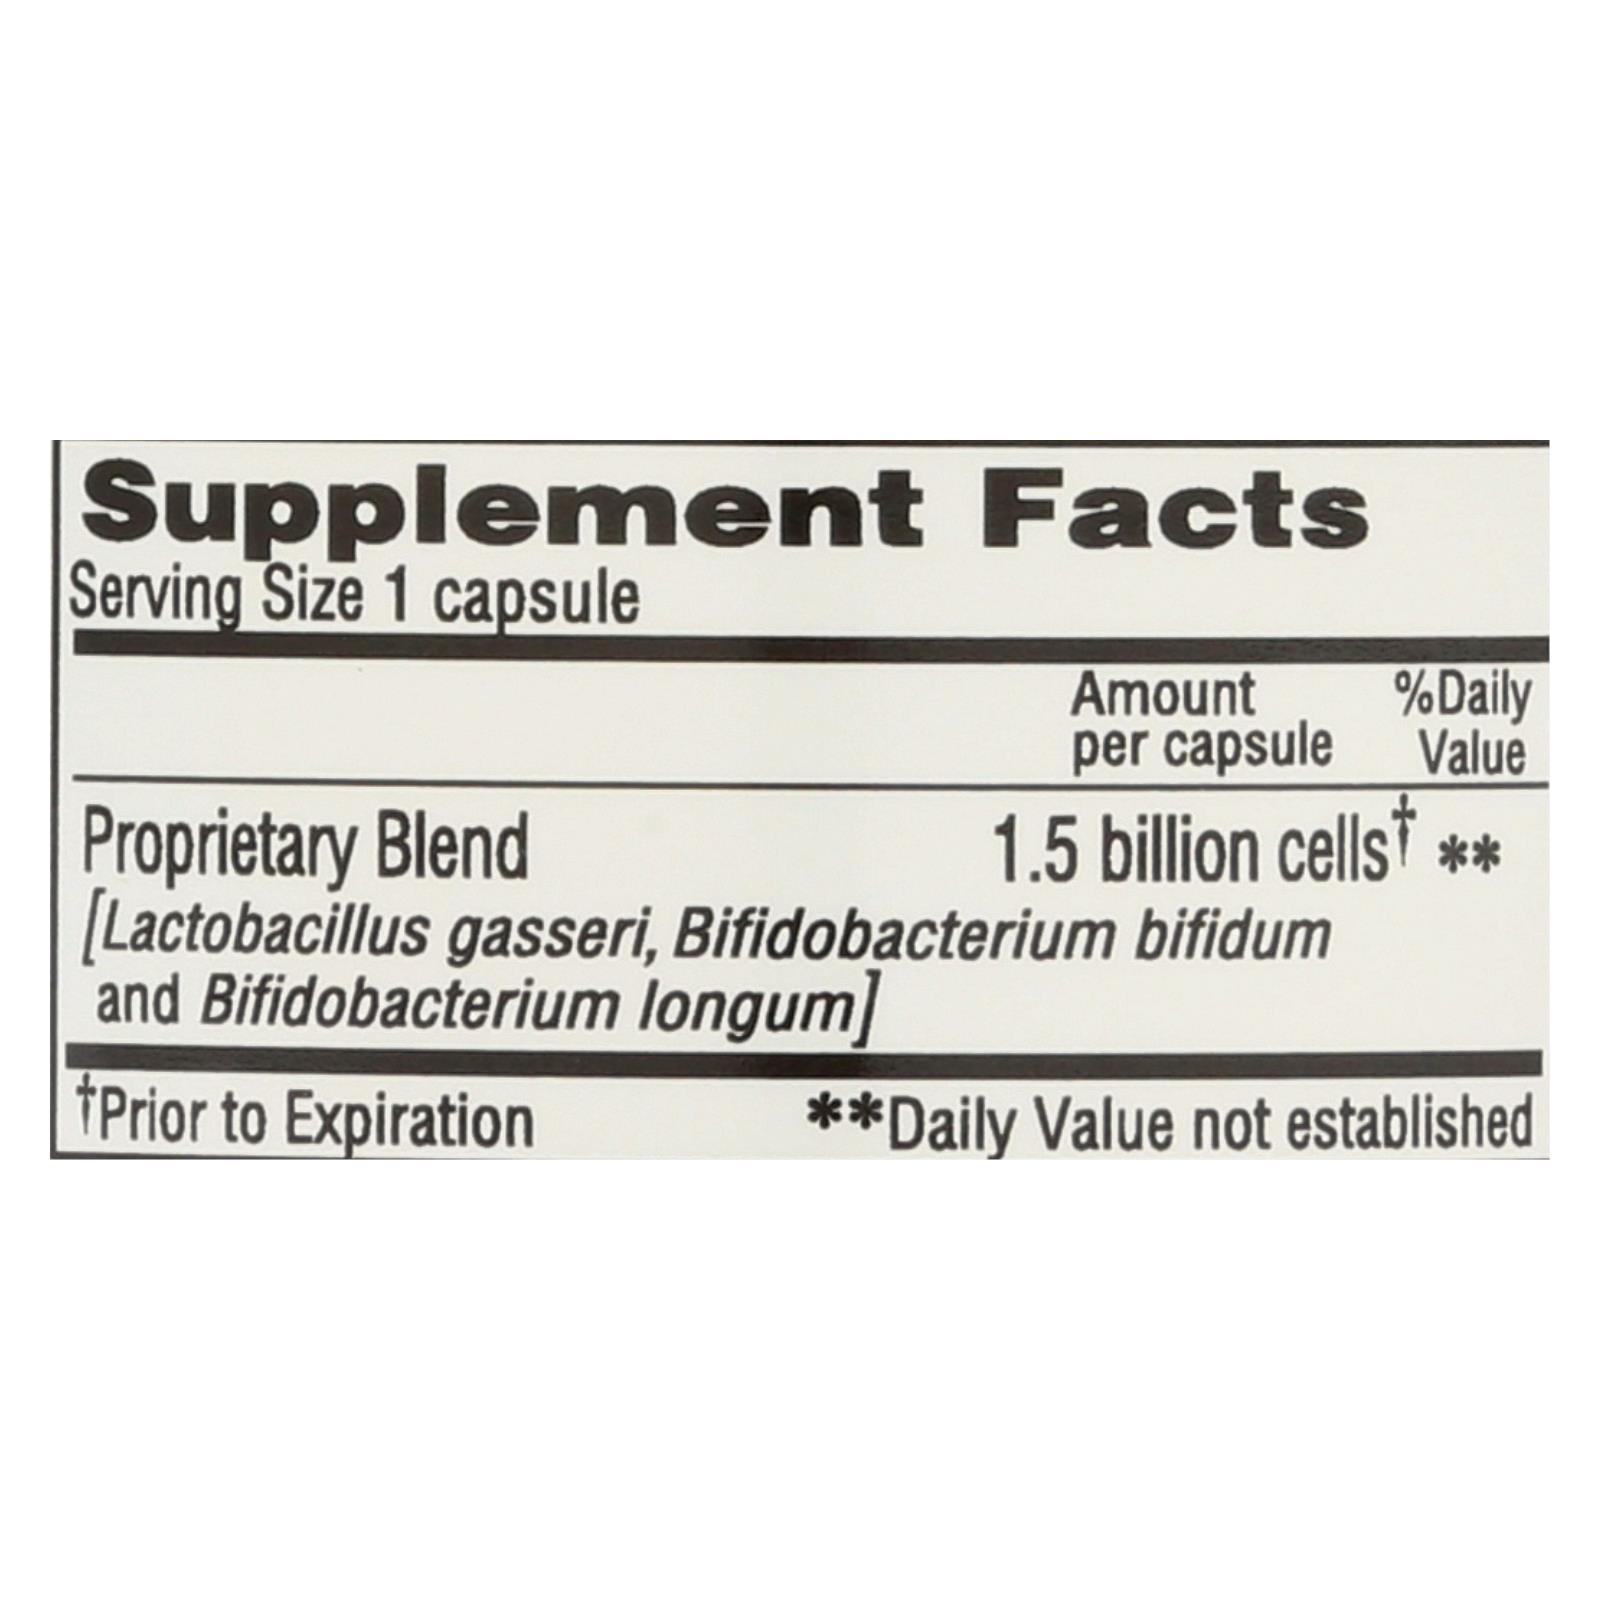 Supplement Facts
Serving Size 1 capsule
Amount per capsule
%Daily Value
Proprietary Blend 1.5 billion cells† **
[Lactobacillus gasseri, Bifidobacterium bifidum
and Bifidobacterium longum]
†Prior to Expiration **Daily Value not established